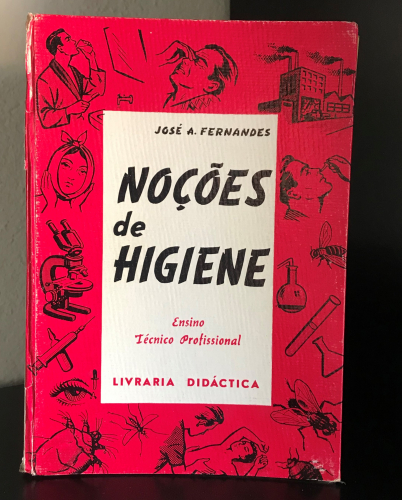 JOSÉ A. FERNANDES
NOÇÕES
de
HIGIENE
Ensino
Técnico Profissional
LIVRARIA DIDÁCTICA